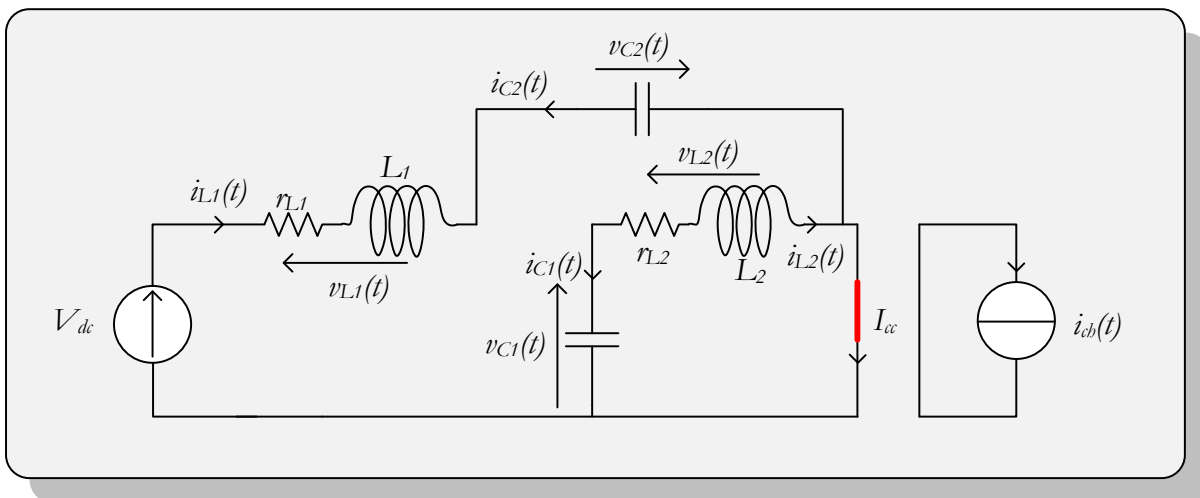 vC2(t)
iC2(t)
L1
vL2(t)
iL1(t)
rL1
vL1(t)
rL2
L2
iL2(t)
iC1(t)
Vdc
vC1(t)
Icc
ich(t)